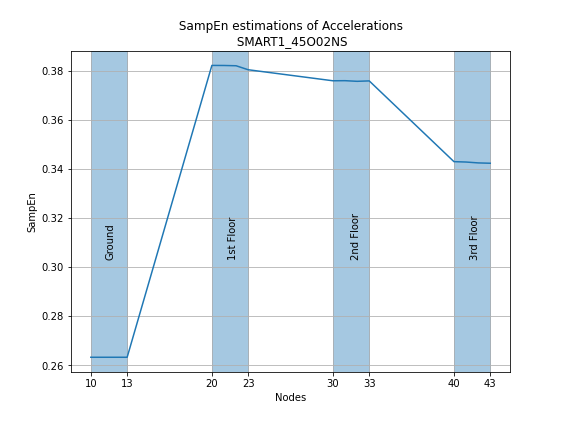 SampEn estimations of Accelerations
SMART1_45O02NS
SampEn
0.38
0.36
0.34
0.32
0.30
0.28
0.26
Ground
1st Floor
2nd Floor
3rd Floor
10 13 20 23 30 33 40 43
Nodes